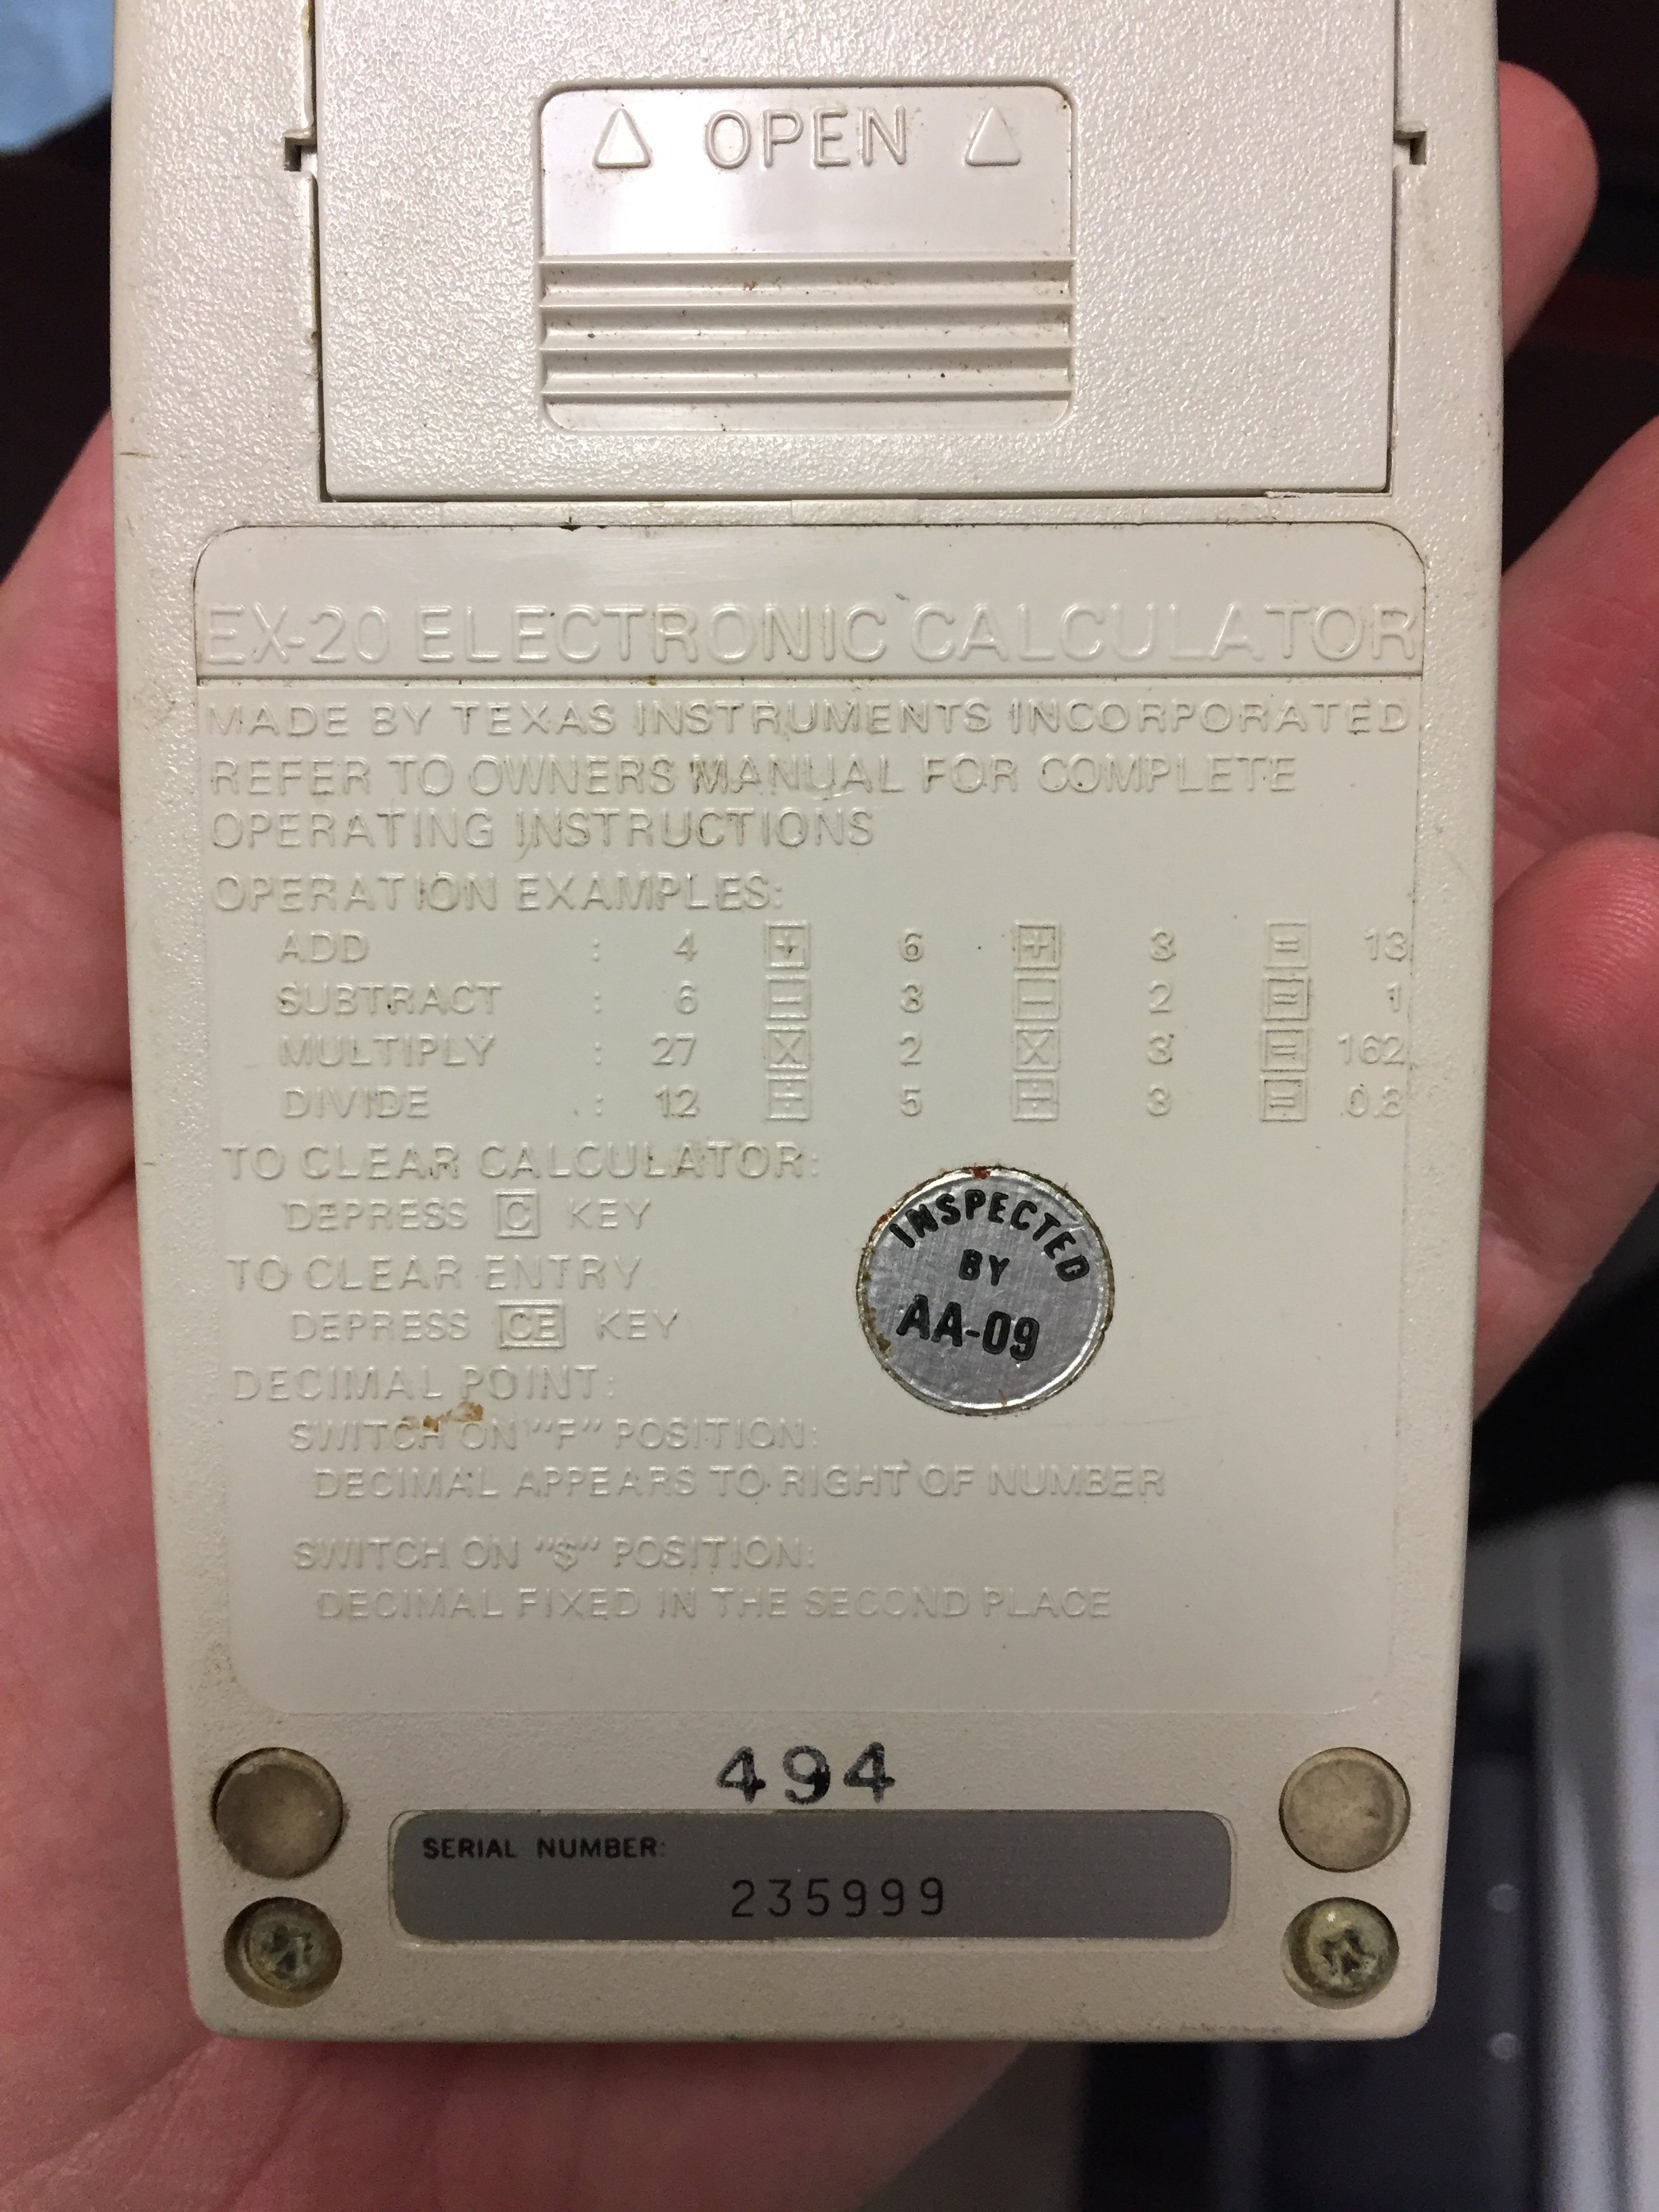 △ OPEN △
EX-20 ELECTRONIC CALCULATOR
MADE BY TEXAS INSTRUMENTS INCORPORATED
REFER TO OWNERS MANUAL FOR COMPLETE
OPERATING INSTRUCTIONS
OPERATION EXAMPLES:
ADD : 4 + 6 + 3 = 13
SUBTRACT : 6 − 3 − 2 = 1
MULTIPLY : 27 X 2 X 3 = 162
DIVIDE : 12 ÷ 5 ÷ 3 = 0.8
TO CLEAR CALCULATOR:
DEPRESS C KEY
TO CLEAR ENTRY
DEPRESS CE KEY
INSPECTED
BY
AA-09
DECIMAL POINT:
SWITCH ON "F" POSITION:
DECIMAL APPEARS TO RIGHT OF NUMBER
SWITCH ON "$" POSITION:
DECIMAL FIXED IN THE SECOND PLACE
494
SERIAL NUMBER:
235999